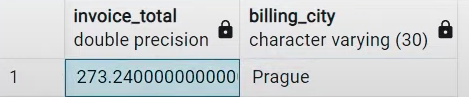 invoice_total billing_city
double precision character varying (30)
1 273.240000000000 Prague